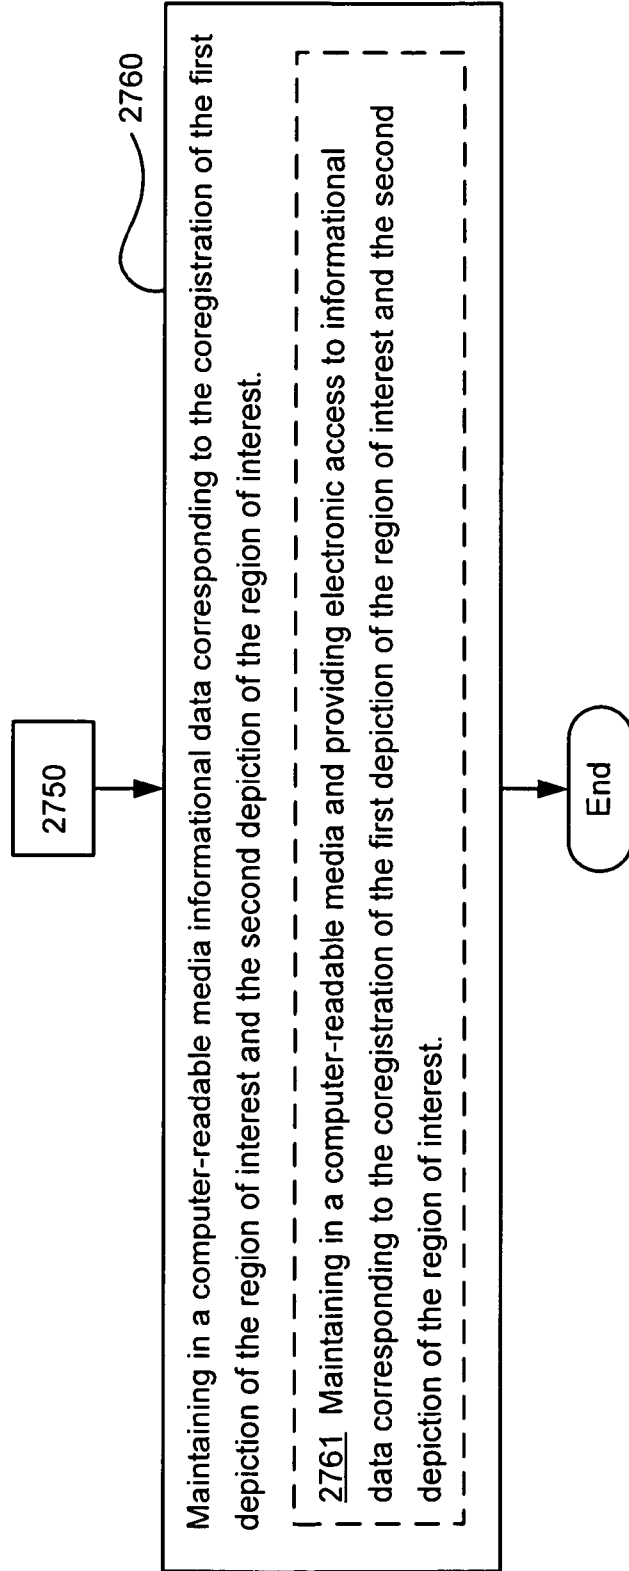 2750
2760
Maintaining in a computer-readable media informational data corresponding to the coregistration of the first
depiction of the region of interest and the second depiction of the region of interest.
2761 Maintaining in a computer-readable media and providing electronic access to informational
data corresponding to the coregistration of the first depiction of the region of interest and the second
depiction of the region of interest.
End